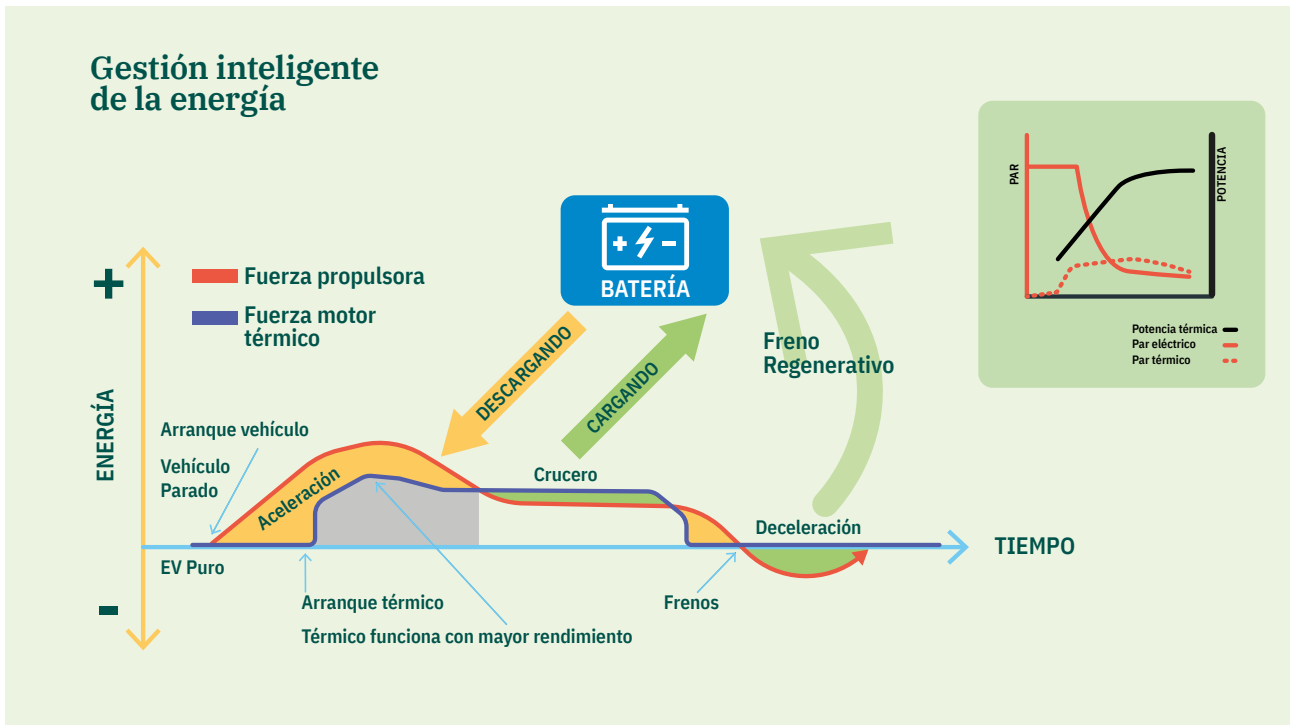 Gestión inteligente
de la energía
PAR
POTENCIA
Potencia térmica
Par eléctrico
Par térmico
BATERÍA
+
Fuerza propulsora
Fuerza motor
térmico
DESCARGANDO
CARGANDO
Freno
Regenerativo
ENERGÍA
Arranque vehículo
Vehículo
Parado
Aceleración
Crucero
Deceleración
TIEMPO
EV Puro
-
Arranque térmico
Frenos
Térmico funciona con mayor rendimiento